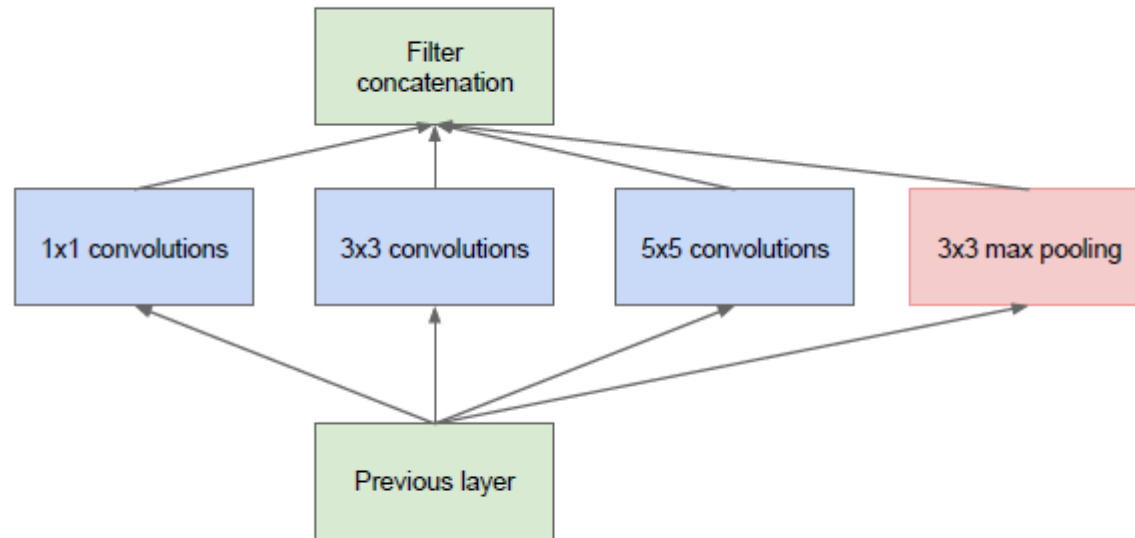 Filter
concatenation
1x1 convolutions
3x3 convolutions
5x5 convolutions
3x3 max pooling
Previous layer